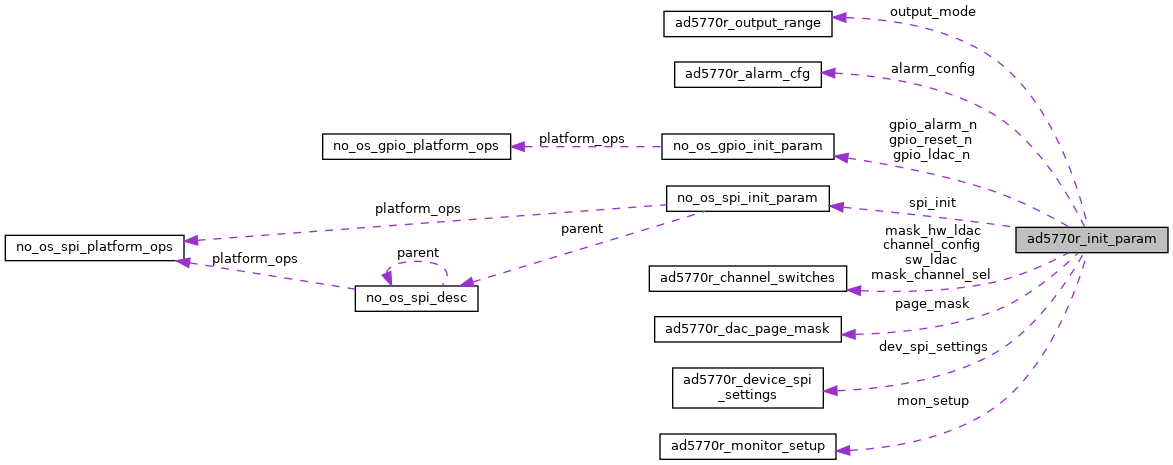 output_mode
ad5770r_output_range
alarm_config
ad5770r_alarm_cfg
gpio_alarm_n
gpio_reset_n
gpio_ldac_n
platform_ops
no_os_gpio_platform_ops
no_os_gpio_init_param
no_os_spi_init_param
spi_init
platform_ops
parent
mask_hw_ldac
channel_config
sw_ldac
mask_channel_sel
ad5770r_init_param
no_os_spi_platform_ops
parent
platform_ops
ad5770r_channel_switches
no_os_spi_desc
page_mask
ad5770r_dac_page_mask
dev_spi_settings
ad5770r_device_spi
_settings
mon_setup
ad5770r_monitor_setup